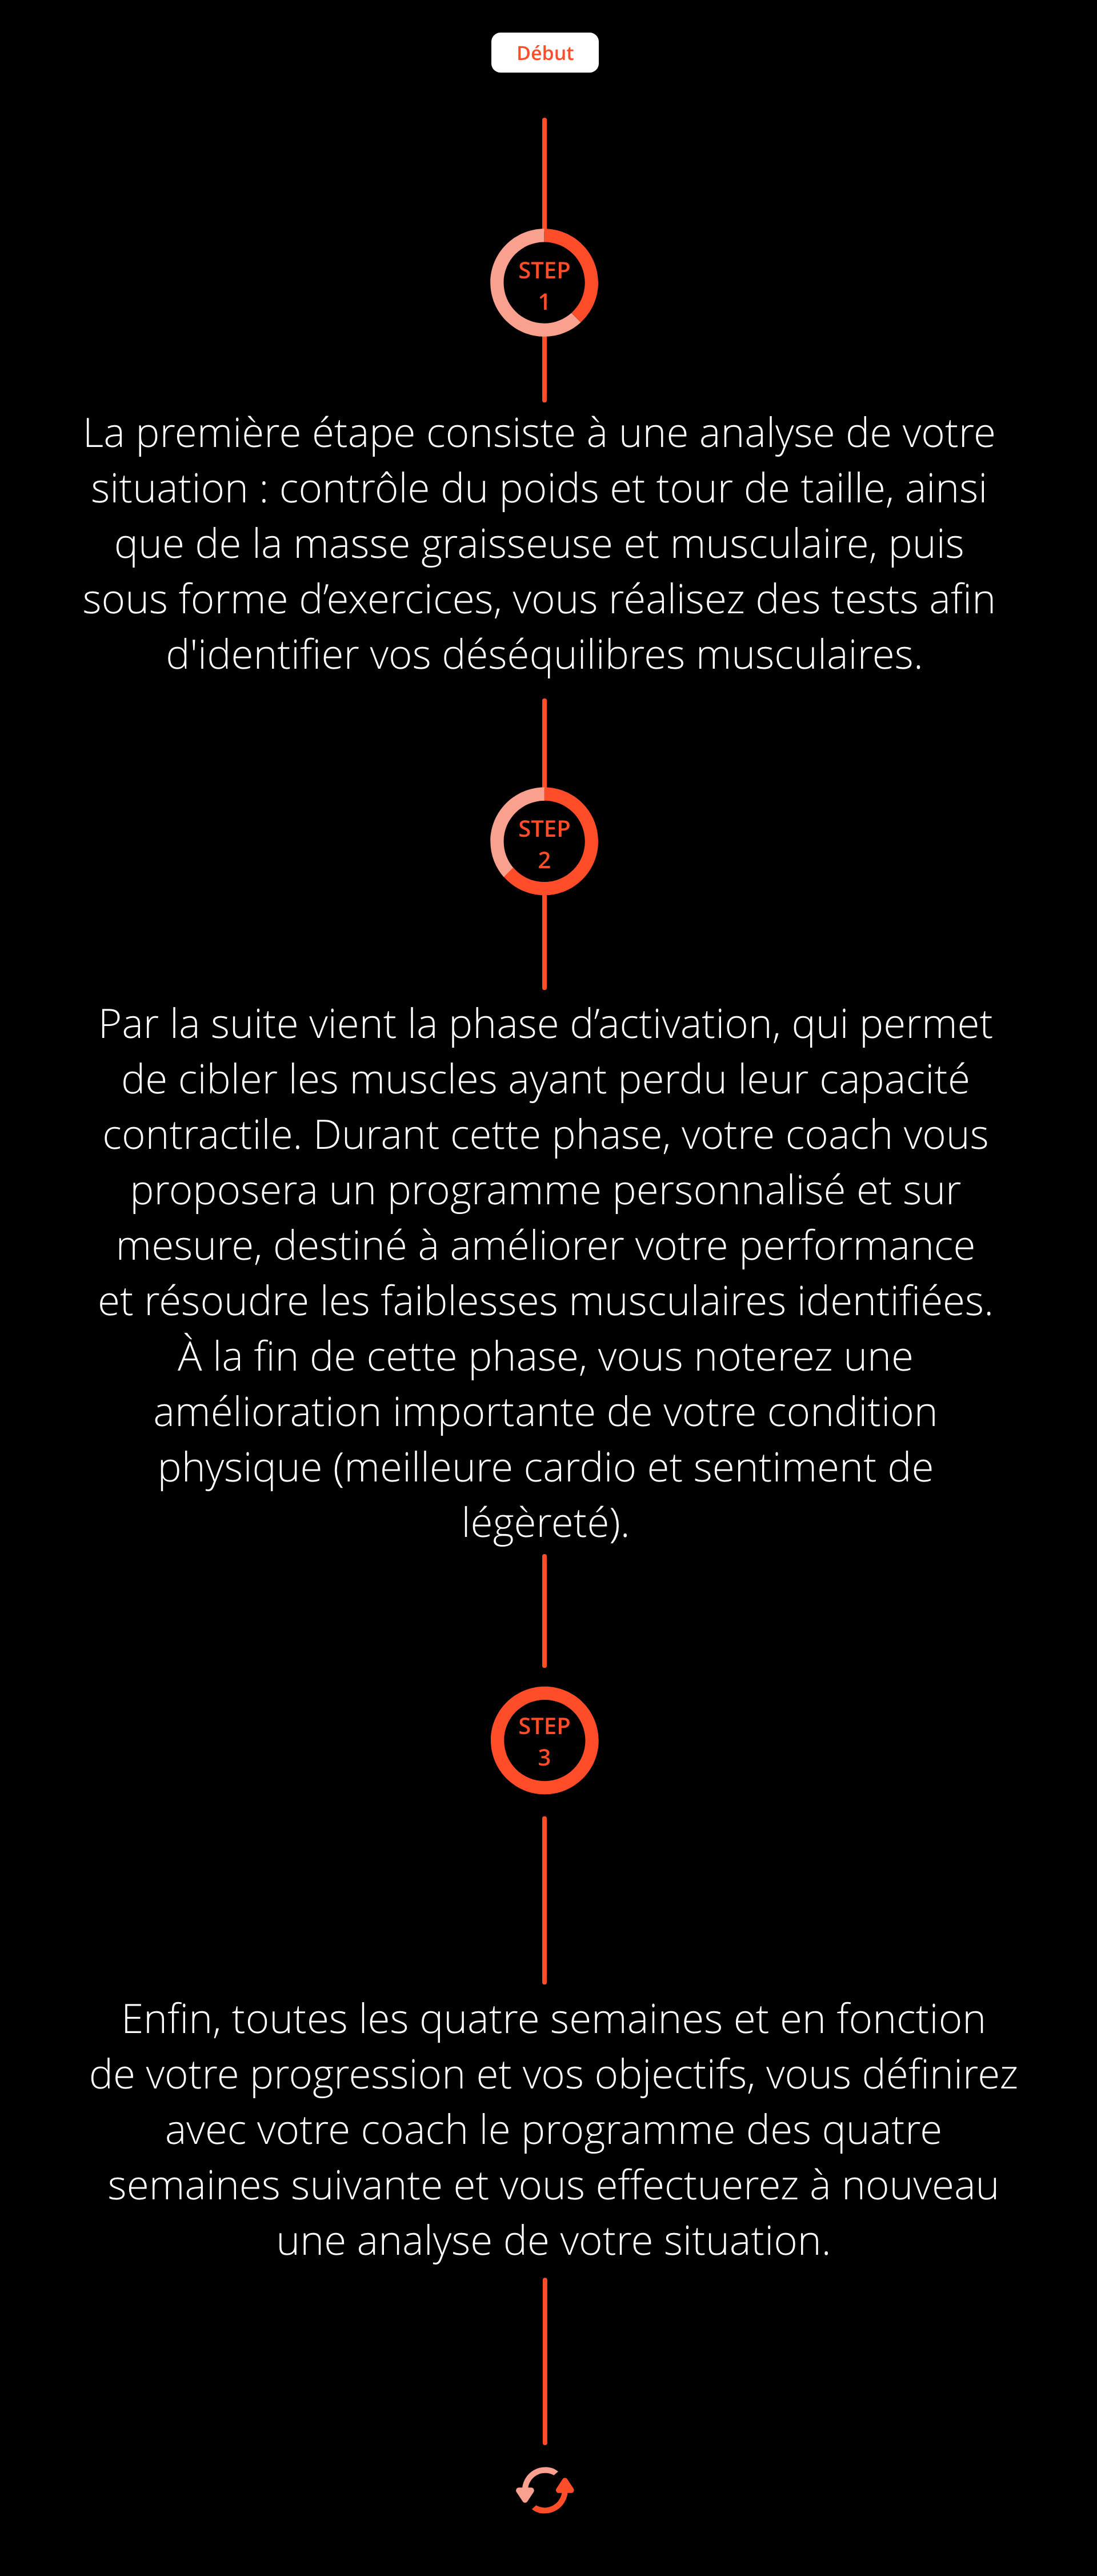 Début
STEP
1
La première étape consiste à une analyse de votre
situation : contrôle du poids et tour de taille, ainsi
que de la masse graisseuse et musculaire, puis
sous forme d’exercices, vous réalisez des tests afin
d'identifier vos déséquilibres musculaires.
STEP
2
Par la suite vient la phase d’activation, qui permet
de cibler les muscles ayant perdu leur capacité
contractile. Durant cette phase, votre coach vous
proposera un programme personnalisé et sur
mesure, destiné à améliorer votre performance
et résoudre les faiblesses musculaires identifiées.
À la fin de cette phase, vous noterez une
amélioration importante de votre condition
physique (meilleure cardio et sentiment de
légèreté).
STEP
3
Enfin, toutes les quatre semaines et en fonction
de votre progression et vos objectifs, vous définirez
avec votre coach le programme des quatre
semaines suivante et vous effectuerez à nouveau
une analyse de votre situation.